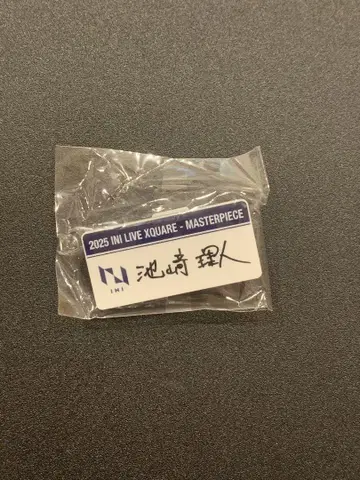 2025 INI LIVE XQUARE - MASTERPIECE
INI
池﨑 理人